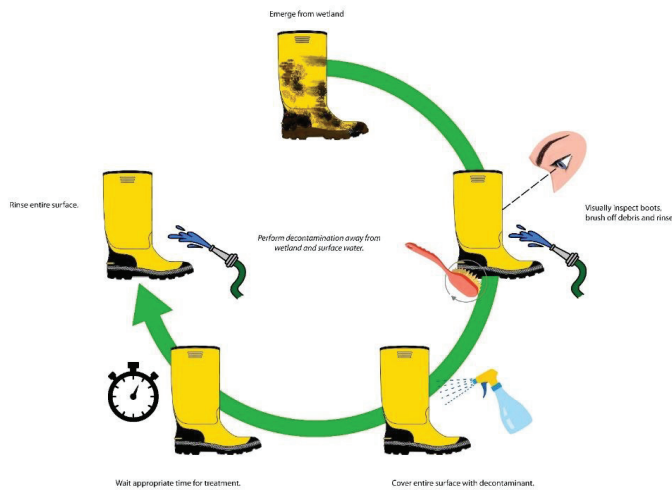 Emerge from wetland
Visually inspect boots,
brush off debris and rinse
Cover entire surface with decontaminant.
Wait appropriate time for treatment.
Rinse entire surface.
Perform decontamination away from
wetland and surface water.